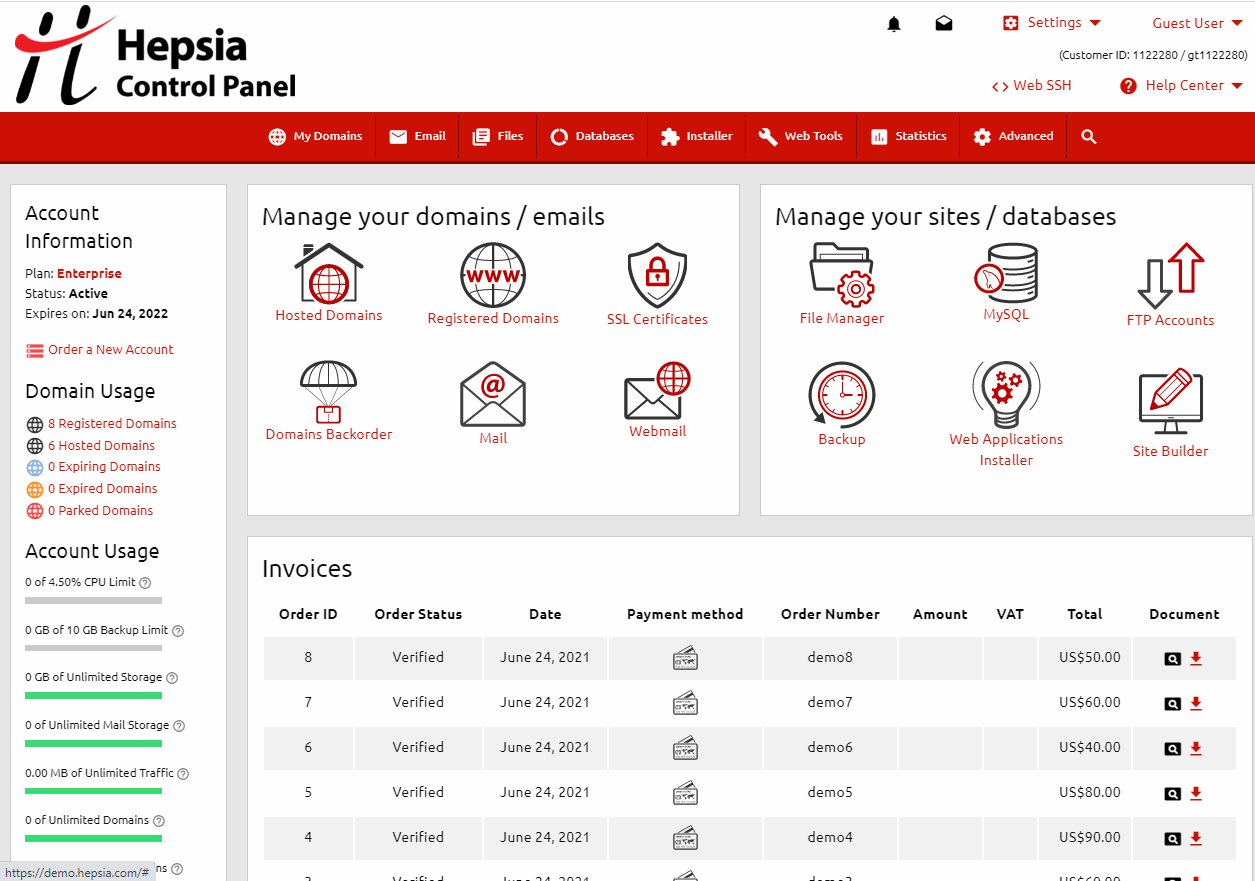 Hepsia
Control Panel
Settings
Guest User
(Customer ID: 1122280 / gt1122280)
Web SSH
Help Center
My Domains
Email
Files
Databases
Installer
Web Tools
Statistics
Advanced
Account
Information
Plan: Enterprise
Status: Active
Expires on: Jun 24, 2022
Order a New Account
Domain Usage
8 Registered Domains
6 Hosted Domains
0 Expiring Domains
0 Expired Domains
0 Parked Domains
Account Usage
0 of 4.50% CPU Limit
0 GB of 10 GB Backup Limit
0 GB of Unlimited Storage
0 of Unlimited Mail Storage
0.00 MB of Unlimited Traffic
0 of Unlimited Domains
https://demo.hepsia.com/#
Manage your domains / emails
Hosted Domains
WWW
Registered Domains
SSL Certificates
Domains Backorder
@
Mail
Webmail
Manage your sites / databases
File Manager
MySQL
FTP Accounts
Backup
Web Applications
Installer
Site Builder
Invoices
Order ID Order Status Date Payment method Order Number Amount VAT Total Document
8 Verified June 24, 2021 demo8 US$50.00
7 Verified June 24, 2021 demo7 US$60.00
6 Verified June 24, 2021 demo6 US$40.00
5 Verified June 24, 2021 demo5 US$80.00
4 Verified June 24, 2021 demo4 US$90.00